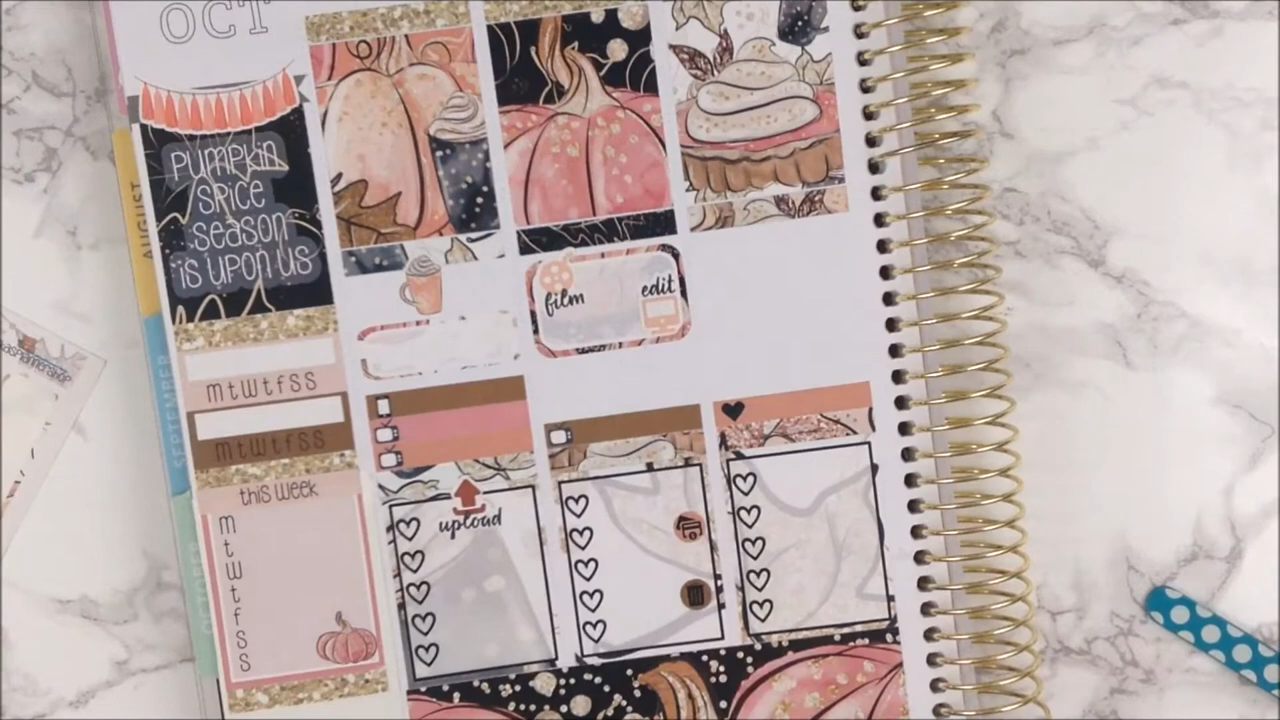 OCT
PUMPKIN
SPICE
SEASON
IS UPON US
film
edit
MTWTFSS
MTWTFSS
this week
M
T
W
T
F
S
S
upload
AUGUST
SEPTEMBER
OCTOBER